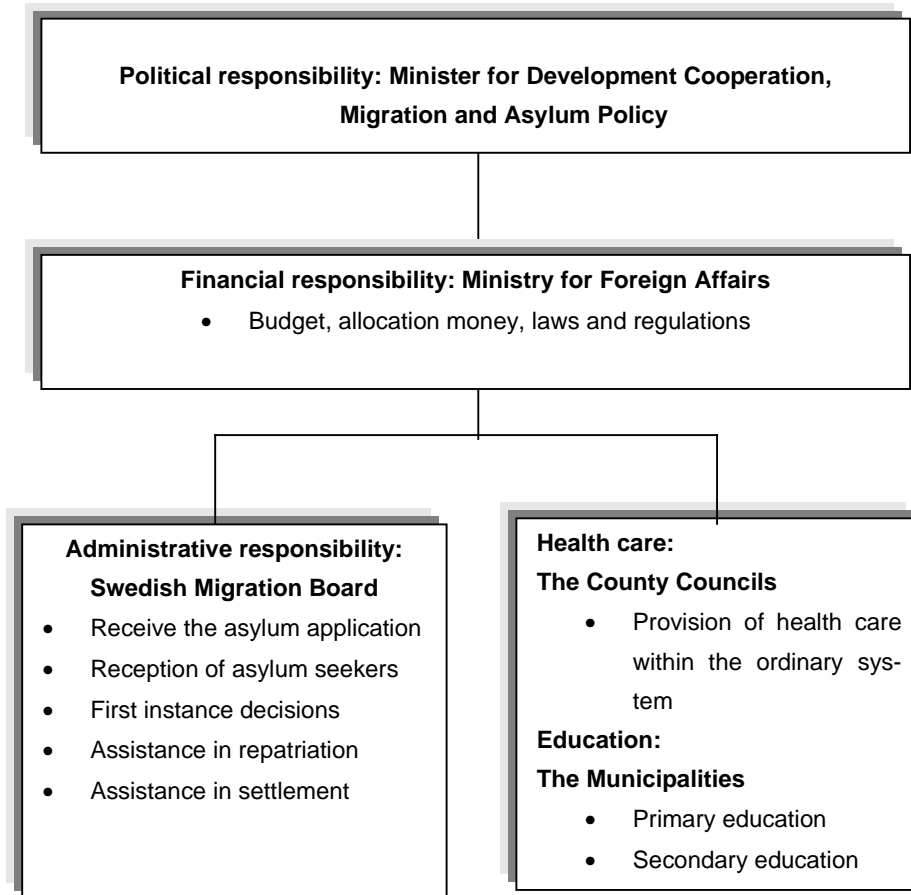 Political responsibility: Minister for Development Cooperation,
Migration and Asylum Policy
Financial responsibility: Ministry for Foreign Affairs
• Budget, allocation money, laws and regulations
Administrative responsibility:
Swedish Migration Board
• Receive the asylum application
• Reception of asylum seekers
• First instance decisions
• Assistance in repatriation
• Assistance in settlement
Health care:
The County Councils
• Provision of health care
within the ordinary sys-
tem
Education:
The Municipalities
• Primary education
• Secondary education